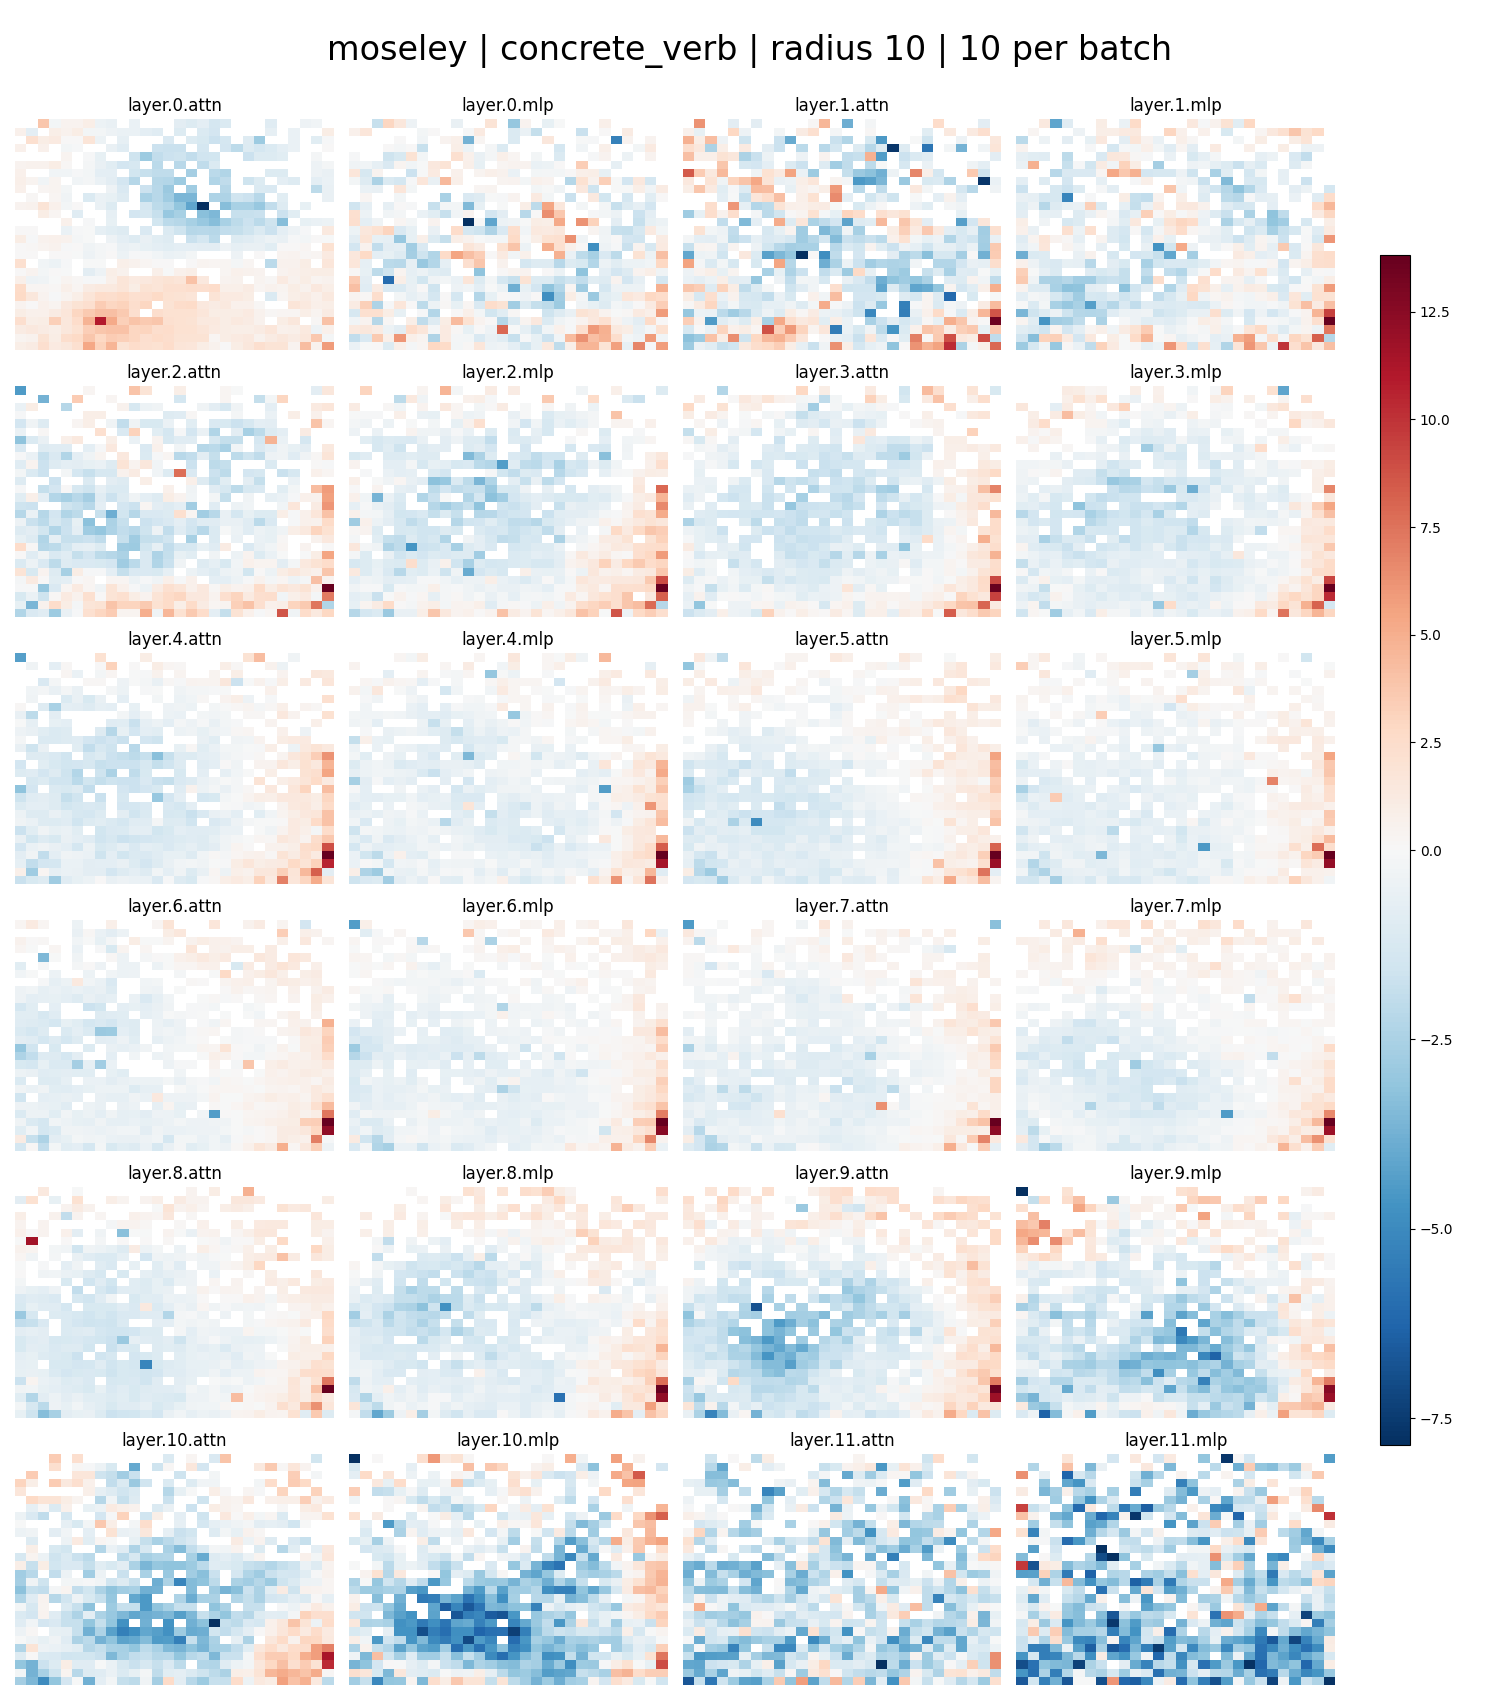 moseley | concrete_verb | radius 10 | 10 per batch
layer.0.attn layer.0.mlp layer.1.attn layer.1.mlp
layer.2.attn layer.2.mlp layer.3.attn layer.3.mlp
layer.4.attn layer.4.mlp layer.5.attn layer.5.mlp
layer.6.attn layer.6.mlp layer.7.attn layer.7.mlp
layer.8.attn layer.8.mlp layer.9.attn layer.9.mlp
layer.10.attn layer.10.mlp layer.11.attn layer.11.mlp
12.5
10.0
7.5
5.0
2.5
0.0
−2.5
−5.0
−7.5